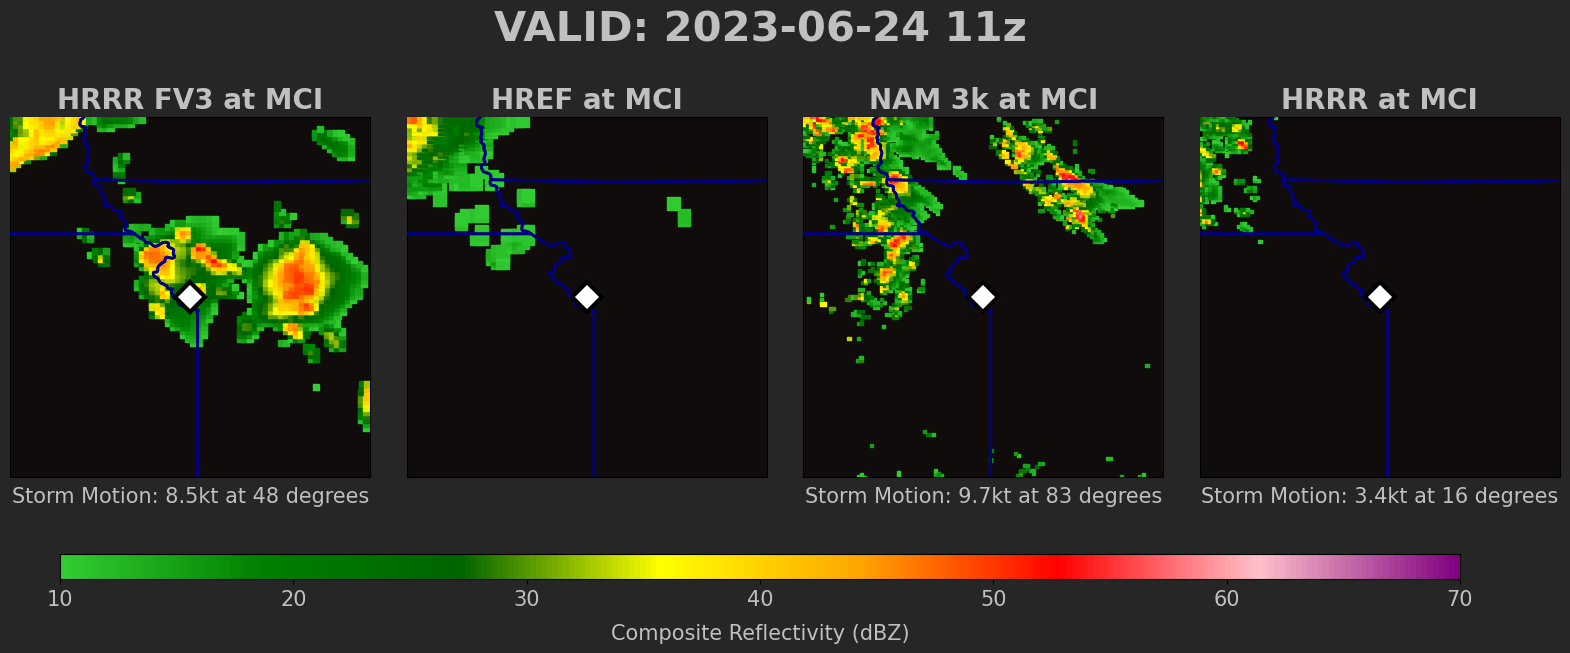 VALID: 2023-06-24 11z
HRRR FV3 at MCI
HREF at MCI
NAM 3k at MCI
HRRR at MCI
Storm Motion: 8.5kt at 48 degrees
Storm Motion: 9.7kt at 83 degrees
Storm Motion: 3.4kt at 16 degrees
10 20 30 40 50 60 70
Composite Reflectivity (dBZ)